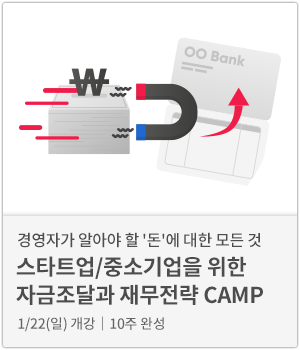 ₩
OO Bank
경영자가 알아야 할 '돈'에 대한 모든 것
스타트업/중소기업을 위한
자금조달과 재무전략 CAMP
1/22(일) 개강 | 10주 완성